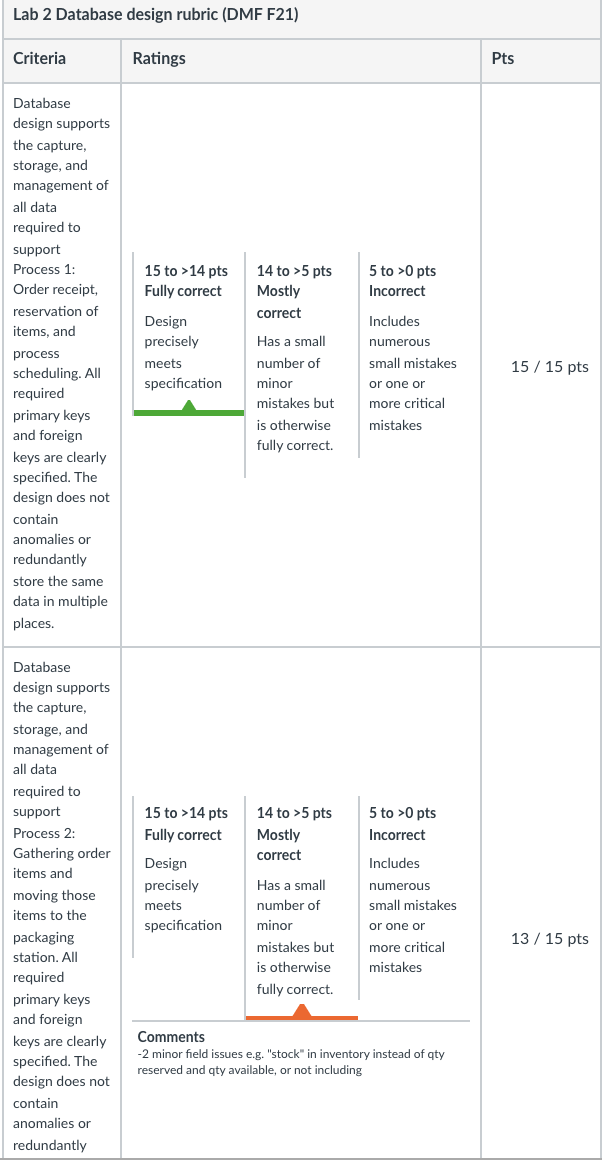 Lab 2 Database design rubric (DMF F21)
Criteria
Ratings
Pts
Database
design supports
the capture,
storage, and
management of
all data
required to
support
Process 1:
Order receipt,
reservation of
items, and
process
scheduling. All
required
primary keys
and foreign
keys are clearly
specified. The
design does not
contain
anomalies or
redundantly
store the same
data in multiple
places.
15 to >14 pts
Fully correct
Design
precisely
meets
specification
14 to >5 pts
Mostly
correct
Has a small
number of
minor
mistakes but
is otherwise
fully correct.
5 to >0 pts
Incorrect
Includes
numerous
small mistakes
or one or
more critical
mistakes
15 / 15 pts
Database
design supports
the capture,
storage, and
management of
all data
required to
support
Process 2:
Gathering order
items and
moving those
items to the
packaging
station. All
required
primary keys
and foreign
keys are clearly
specified. The
design does not
contain
anomalies or
redundantly
15 to >14 pts
Fully correct
Design
precisely
meets
specification
14 to >5 pts
Mostly
correct
Has a small
number of
minor
mistakes but
is otherwise
fully correct.
5 to >0 pts
Incorrect
Includes
numerous
small mistakes
or one or
more critical
mistakes
Comments
-2 minor field issues e.g. "stock" in inventory instead of qty
reserved and qty available, or not including
13 / 15 pts